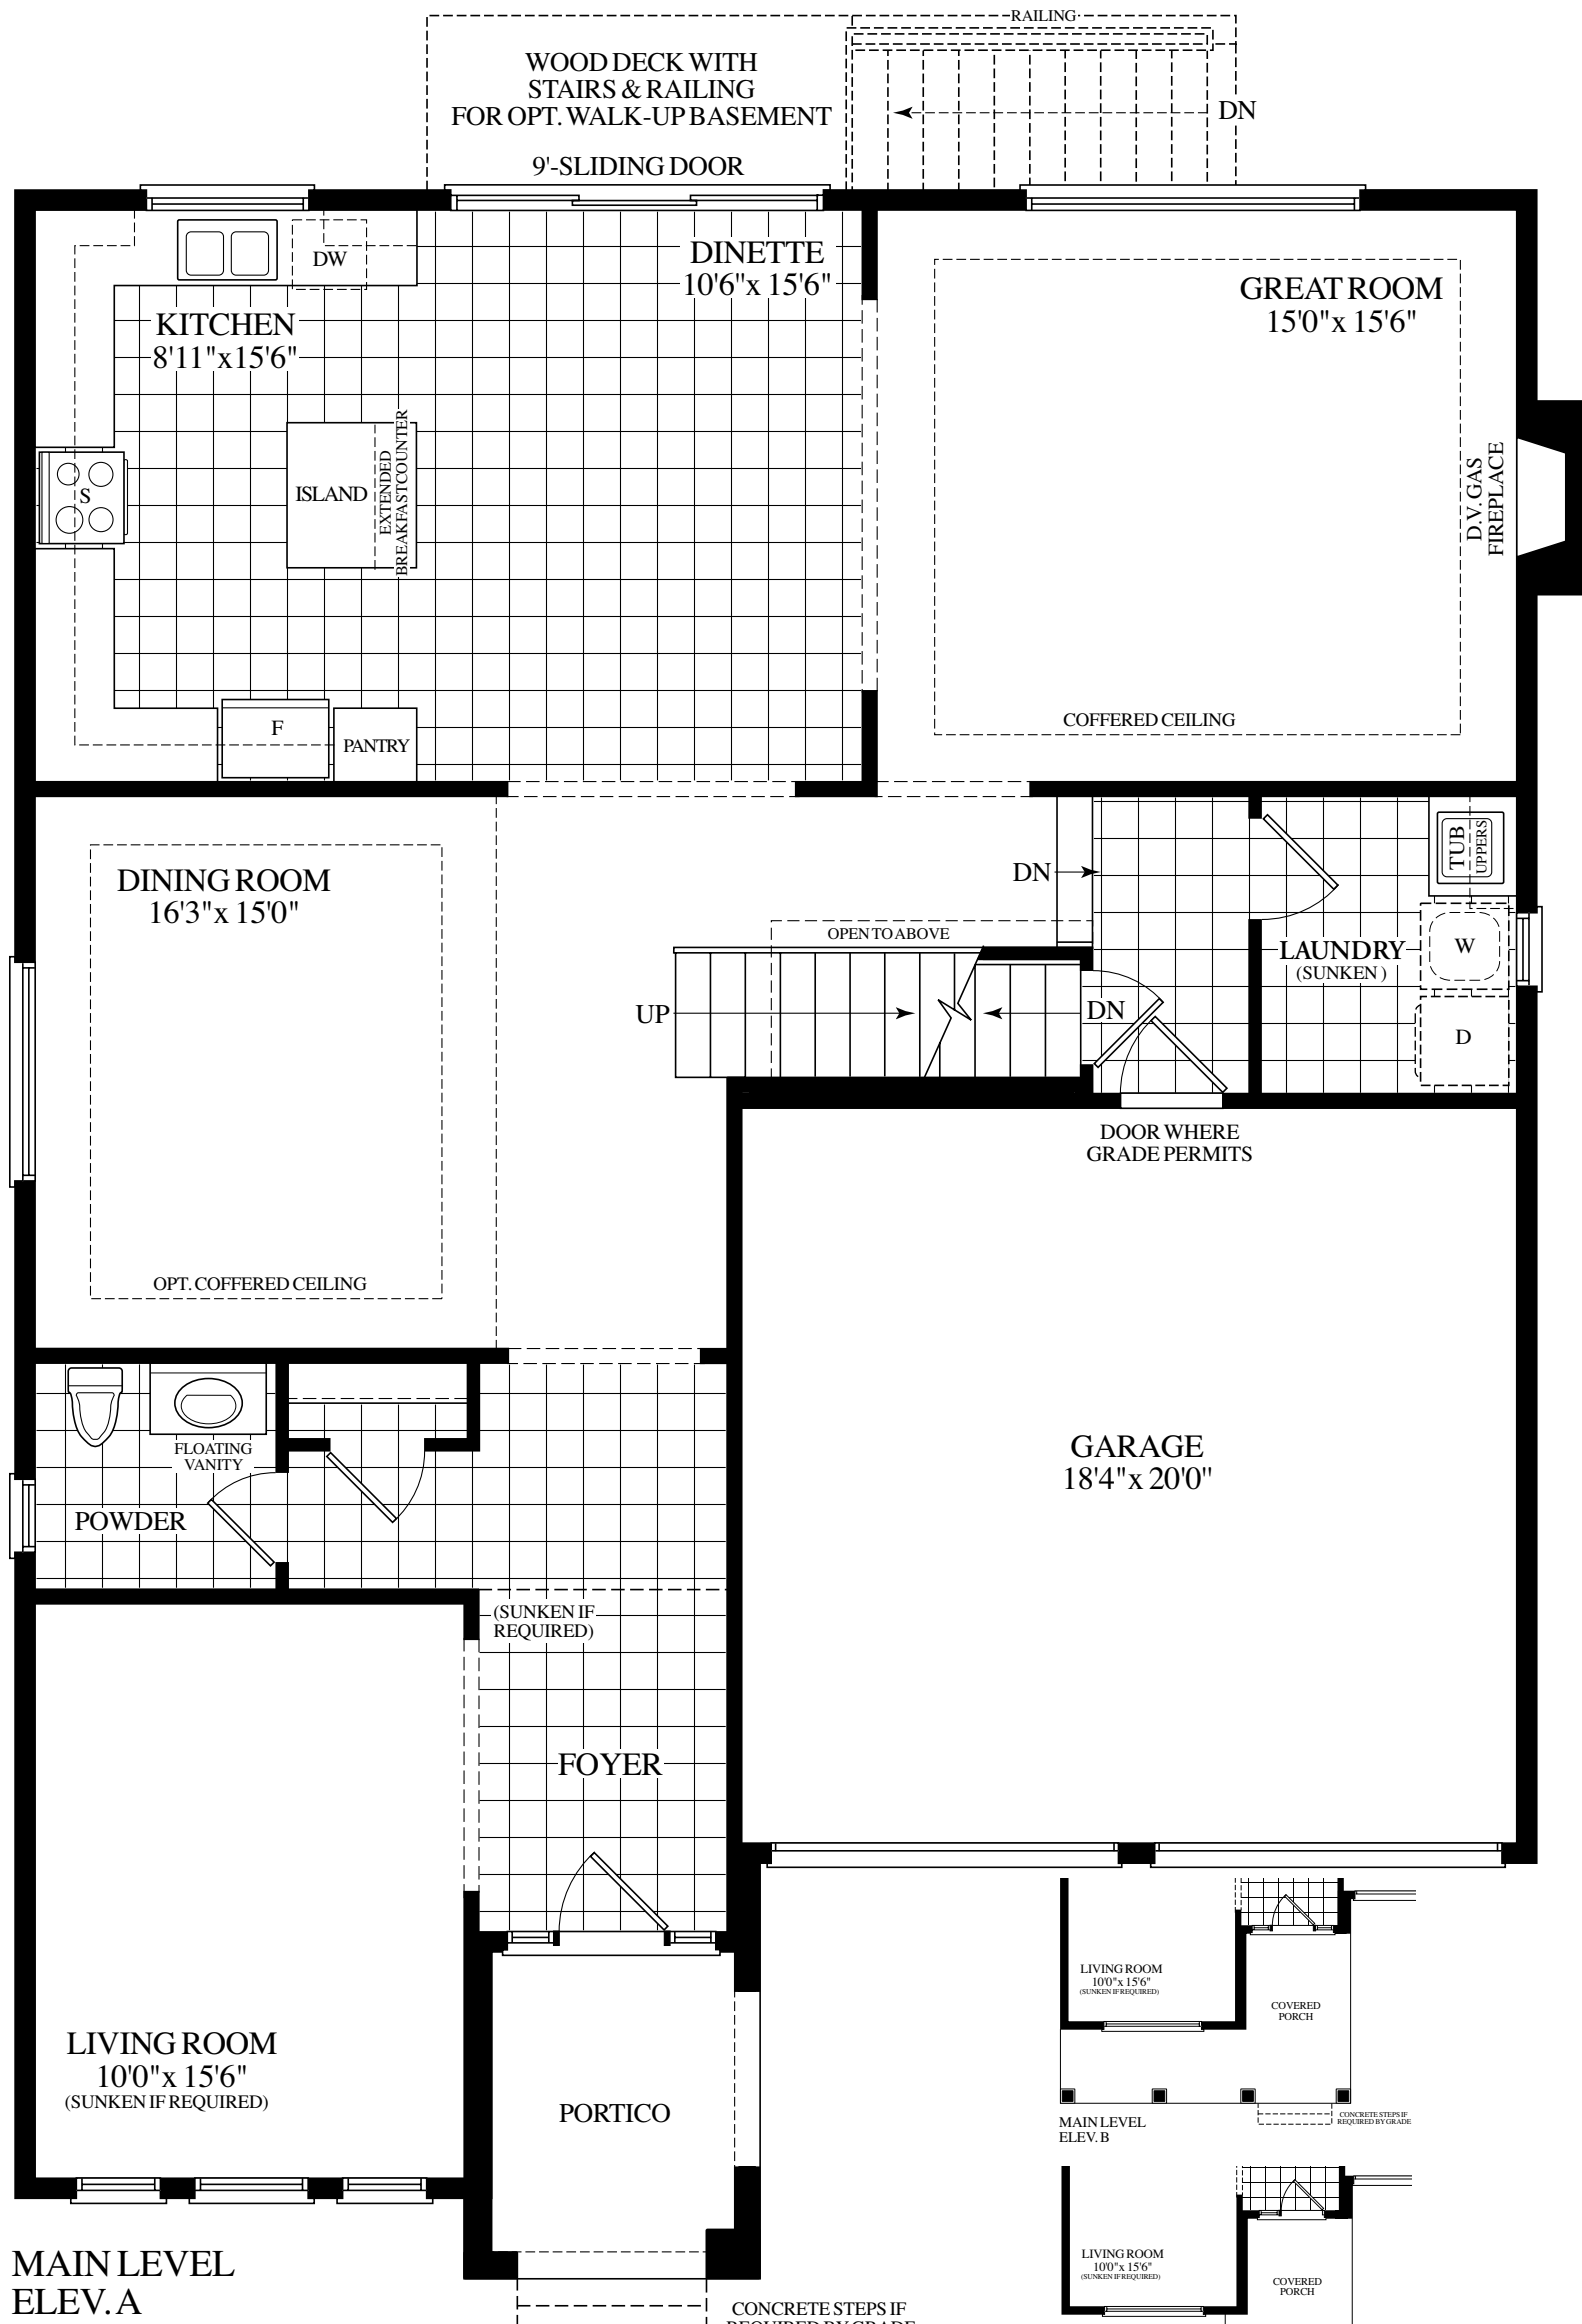 RAILING
WOOD DECK WITH
STAIRS & RAILING
FOR OPT. WALK-UP BASEMENT
DN
9'-SLIDING DOOR
DW
DINETTE
10'6"x 15'6"
GREAT ROOM
15'0"x 15'6"
KITCHEN
8'11"x15'6"
S
ISLAND
EXTENDED
BREAKFASTCOUNTER
D.V. GAS
FIREPLACE
F
PANTRY
COFFERED CEILING
DINING ROOM
16'3"x 15'0"
DN
TUB
UPPERS
OPEN TO ABOVE
LAUNDRY
(SUNKEN )
W
UP
DN
D
DOOR WHERE
GRADE PERMITS
OPT. COFFERED CEILING
FLOATING
VANITY
POWDER
GARAGE
18'4"x 20'0"
(SUNKEN IF
REQUIRED)
FOYER
LIVING ROOM
10'0"x 15'6"
(SUNKEN IF REQUIRED)
PORTICO
LIVING ROOM
10'0"x 15'6"
(SUNKEN IF REQUIRED)
COVERED
PORCH
CONCRETE STEPS IF
REQUIRED BY GRADE
MAIN LEVEL
ELEV. B
LIVING ROOM
10'0"x 15'6"
(SUNKEN IF REQUIRED)
COVERED
PORCH
MAIN LEVEL
ELEV. A
CONCRETE STEPS IF
REQUIRED BY GRADE